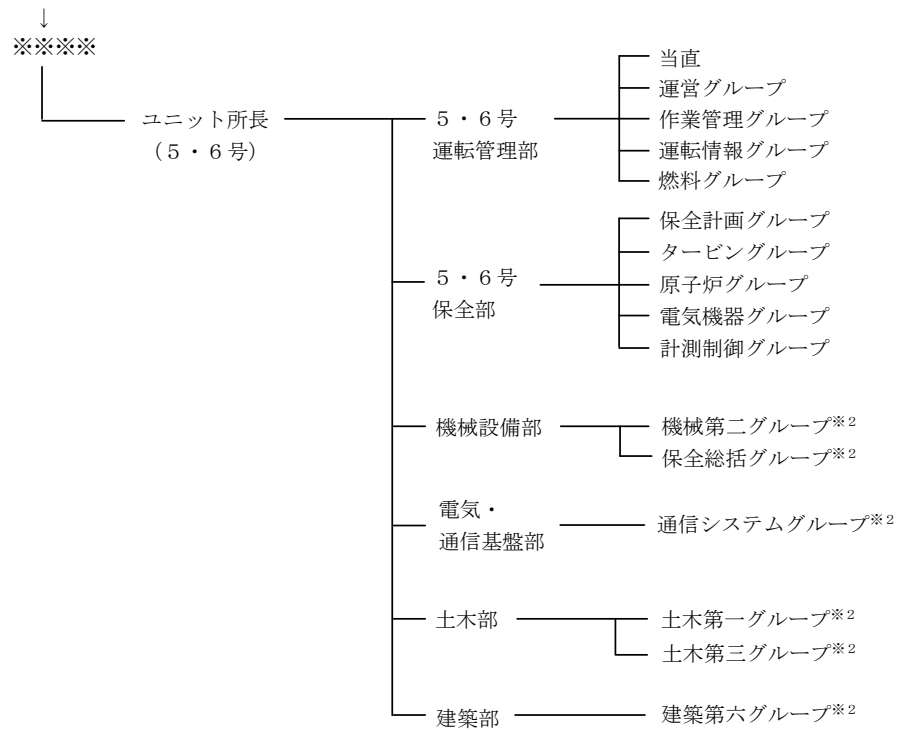 ↓
※※※※
ユニット所長
（５・６号）
５・６号
運転管理部
当直
運営グループ
作業管理グループ
運転情報グループ
燃料グループ
５・６号
保全部
保全計画グループ
タービングループ
原子炉グループ
電気機器グループ
計測制御グループ
機械設備部
機械第二グループ※２
保全総括グループ※２
電気・
通信基盤部
通信システムグループ※２
土木部
土木第一グループ※２
土木第三グループ※２
建築部
建築第六グループ※２